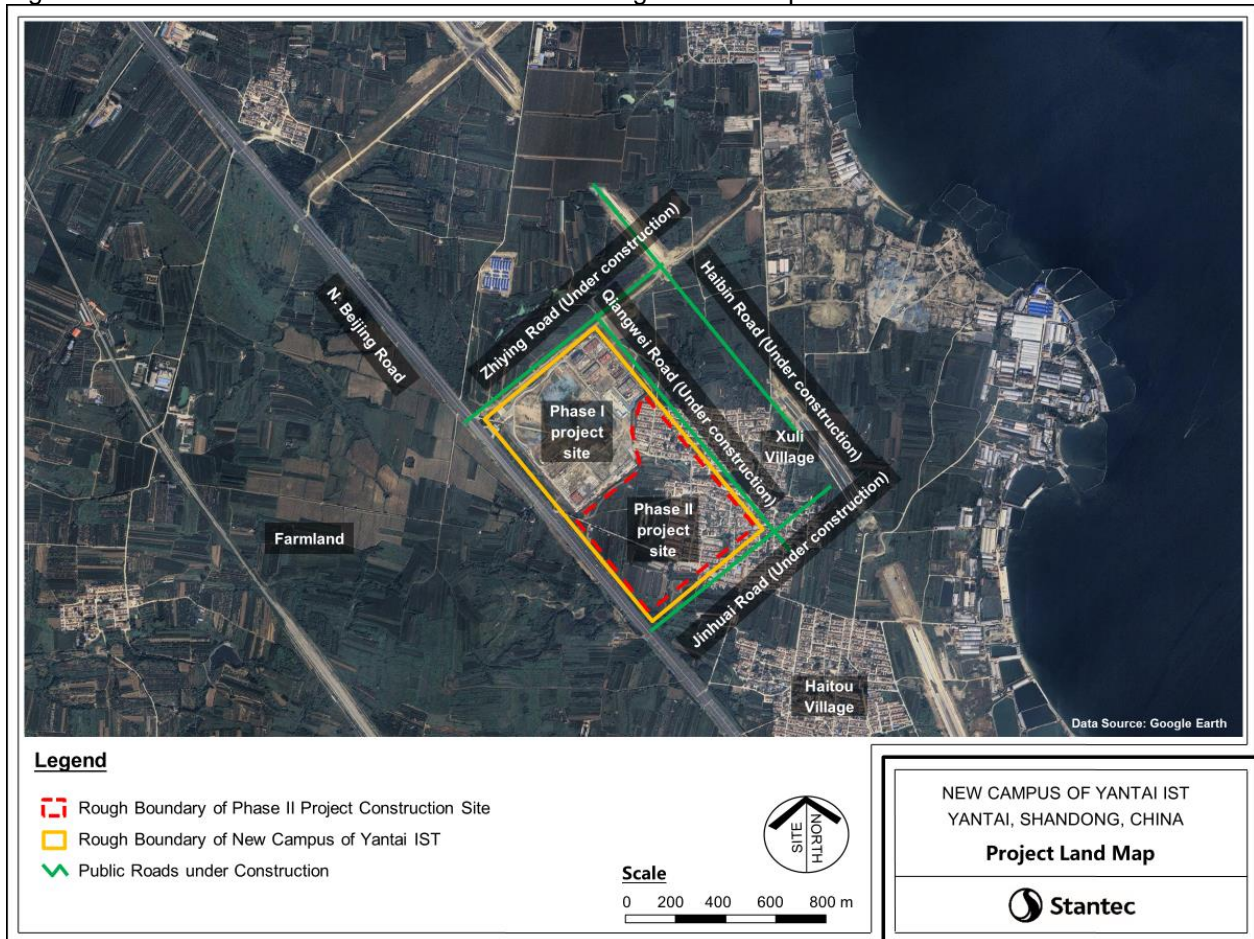 N. Beijing Road
Zhiying Road (Under construction)
Qiangwei Road (Under construction)
Haibin Road (Under construction)
Phase I
project
site
Xuli
Village
Phase II
project
site
Farmland
Jinhuai Road (Under construction)
Haitou
Village
Data Source: Google Earth
Legend
Rough Boundary of Phase II Project Construction Site
Rough Boundary of New Campus of Yantai IST
Public Roads under Construction
SITE
NORTH
Scale
0 200 400 600 800 m
NEW CAMPUS OF YANTAI IST
YANTAI, SHANDONG, CHINA
Project Land Map
Stantec